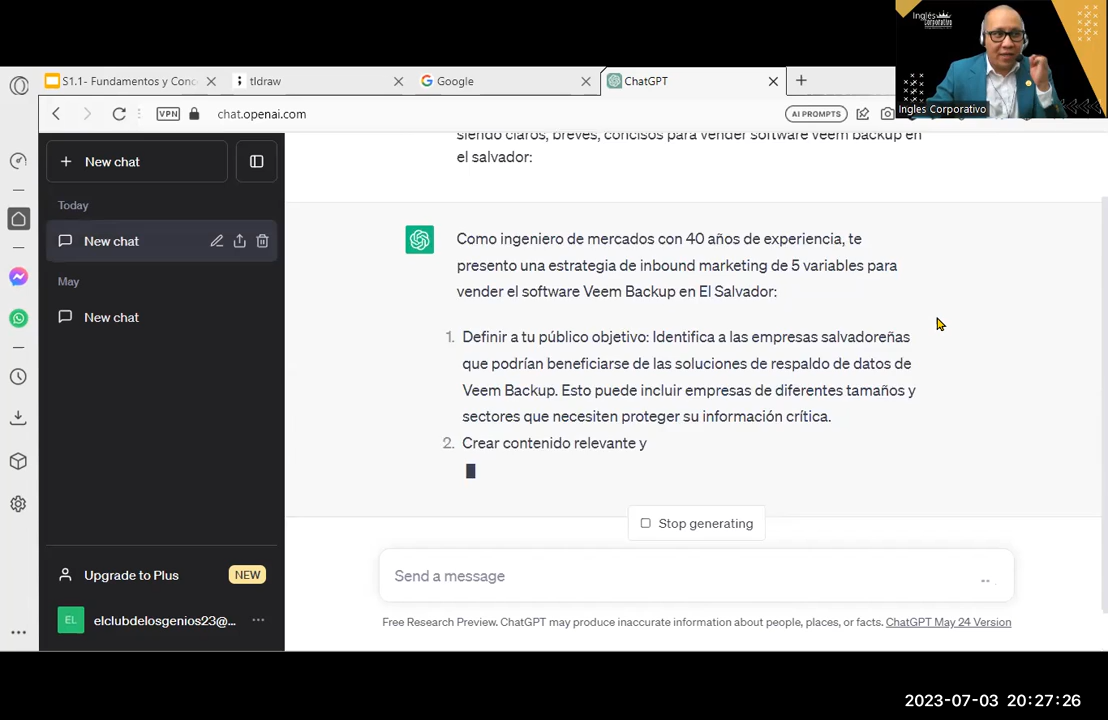 Inglés
Corporativo
Ingles Corporativo
S1.1- Fundamentos y Conc
tldraw
Google
ChatGPT
VPN
chat.openai.com
AI PROMPTS
New chat
Today
New chat
May
New chat
Upgrade to Plus
NEW
EL
elclubdelosgenios23@...
siendo claros, breves, concisos para vender software veem backup en
el salvador:
Como ingeniero de mercados con 40 años de experiencia, te
presento una estrategia de inbound marketing de 5 variables para
vender el software Veem Backup en El Salvador:
1. Definir a tu público objetivo: Identifica a las empresas salvadoreñas
que podrían beneficiarse de las soluciones de respaldo de datos de
Veem Backup. Esto puede incluir empresas de diferentes tamaños y
sectores que necesiten proteger su información crítica.
2. Crear contenido relevante y
Stop generating
Send a message
Free Research Preview. ChatGPT may produce inaccurate information about people, places, or facts. ChatGPT May 24 Version
2023-07-03 20:27:26